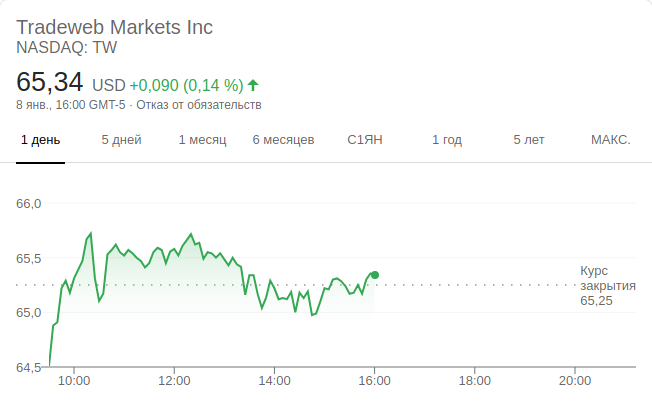 Tradeweb Markets Inc
NASDAQ: TW
65,34 USD +0,090 (0,14 %)
8 янв., 16:00 GMT-5 · Отказ от обязательств
1 день 5 дней 1 месяц 6 месяцев С1ЯН 1 год 5 лет МАКС.
66,0
65,5
Курс
закрытия
65,25
65,0
64,5
10:00 12:00 14:00 16:00 18:00 20:00